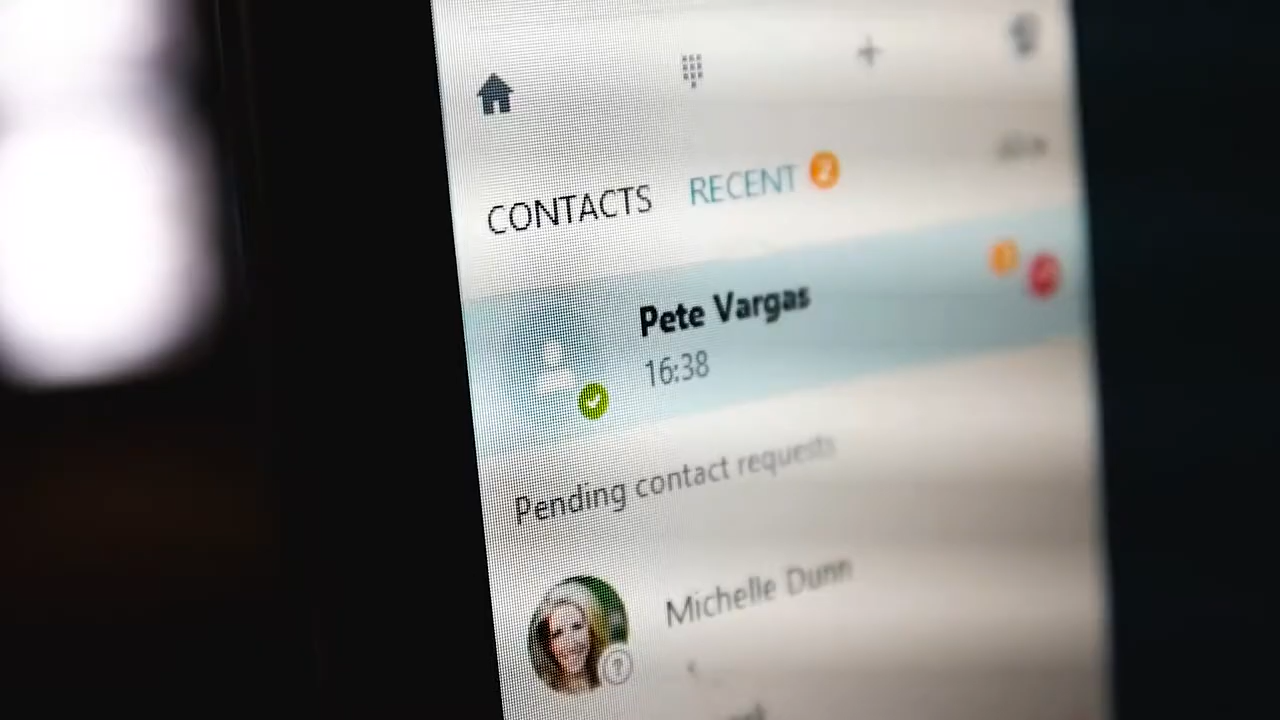 CONTACTS RECENT 2
Pete Vargas
16:38
Pending contact requests
Michelle Dunn